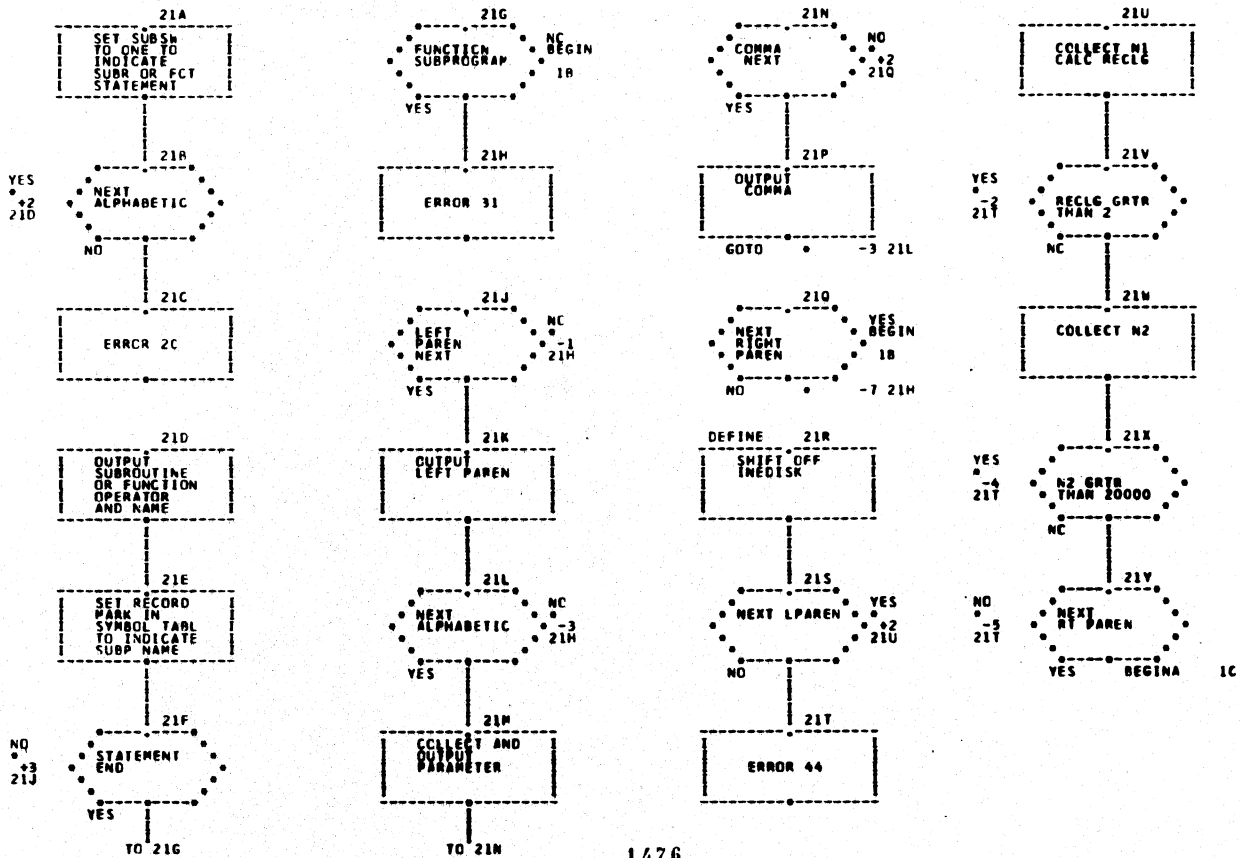 21A
SET SUBSW
TO ONE TO
INDICATE
SUBR OR FCT
STATEMENT
21B
YES
+2
21D
NEXT
ALPHABETIC
NO
21C
ERROR 2C
21D
OUTPUT
SUBROUTINE
OR FUNCTION
OPERATOR
AND NAME
21E
SET RECORD
MARK IN
SYMBOL TABL
TO INDICATE
SUBP NAME
21F
NO
+3
21J
STATEMENT
END
YES
TO 21G
21G
FUNCTION
SUBPROGRAM
NC
BEGIN
1B
YES
21H
ERROR 31
21J
LEFT
PAREN
NEXT
NC
-1
21H
YES
21K
OUTPUT
LEFT PAREN
21L
NEXT
ALPHABETIC
NC
-3
21H
YES
21M
COLLECT AND
OUTPUT
PARAMETER
TO 21N
21N
COMMA
NEXT
NO
+2
21Q
YES
21P
OUTPUT
COMMA
GOTO -3 21L
21Q
NEXT
RIGHT
PAREN
YES
BEGIN
1B
NO -7 21H
DEFINE 21R
SHIFT OFF
INEDISK
21S
NEXT LPAREN
YES
+2
21U
NO
21T
ERROR 44
21U
COLLECT N1
CALC RECLG
21V
YES
-2
21T
RECLG GRTR
THAN 2
NC
21W
COLLECT N2
21X
YES
-4
21T
N2 GRTR
THAN 20000
NC
21Y
NO
-5
21T
NEXT
RT PAREN
YES BEGINA 1C
1476